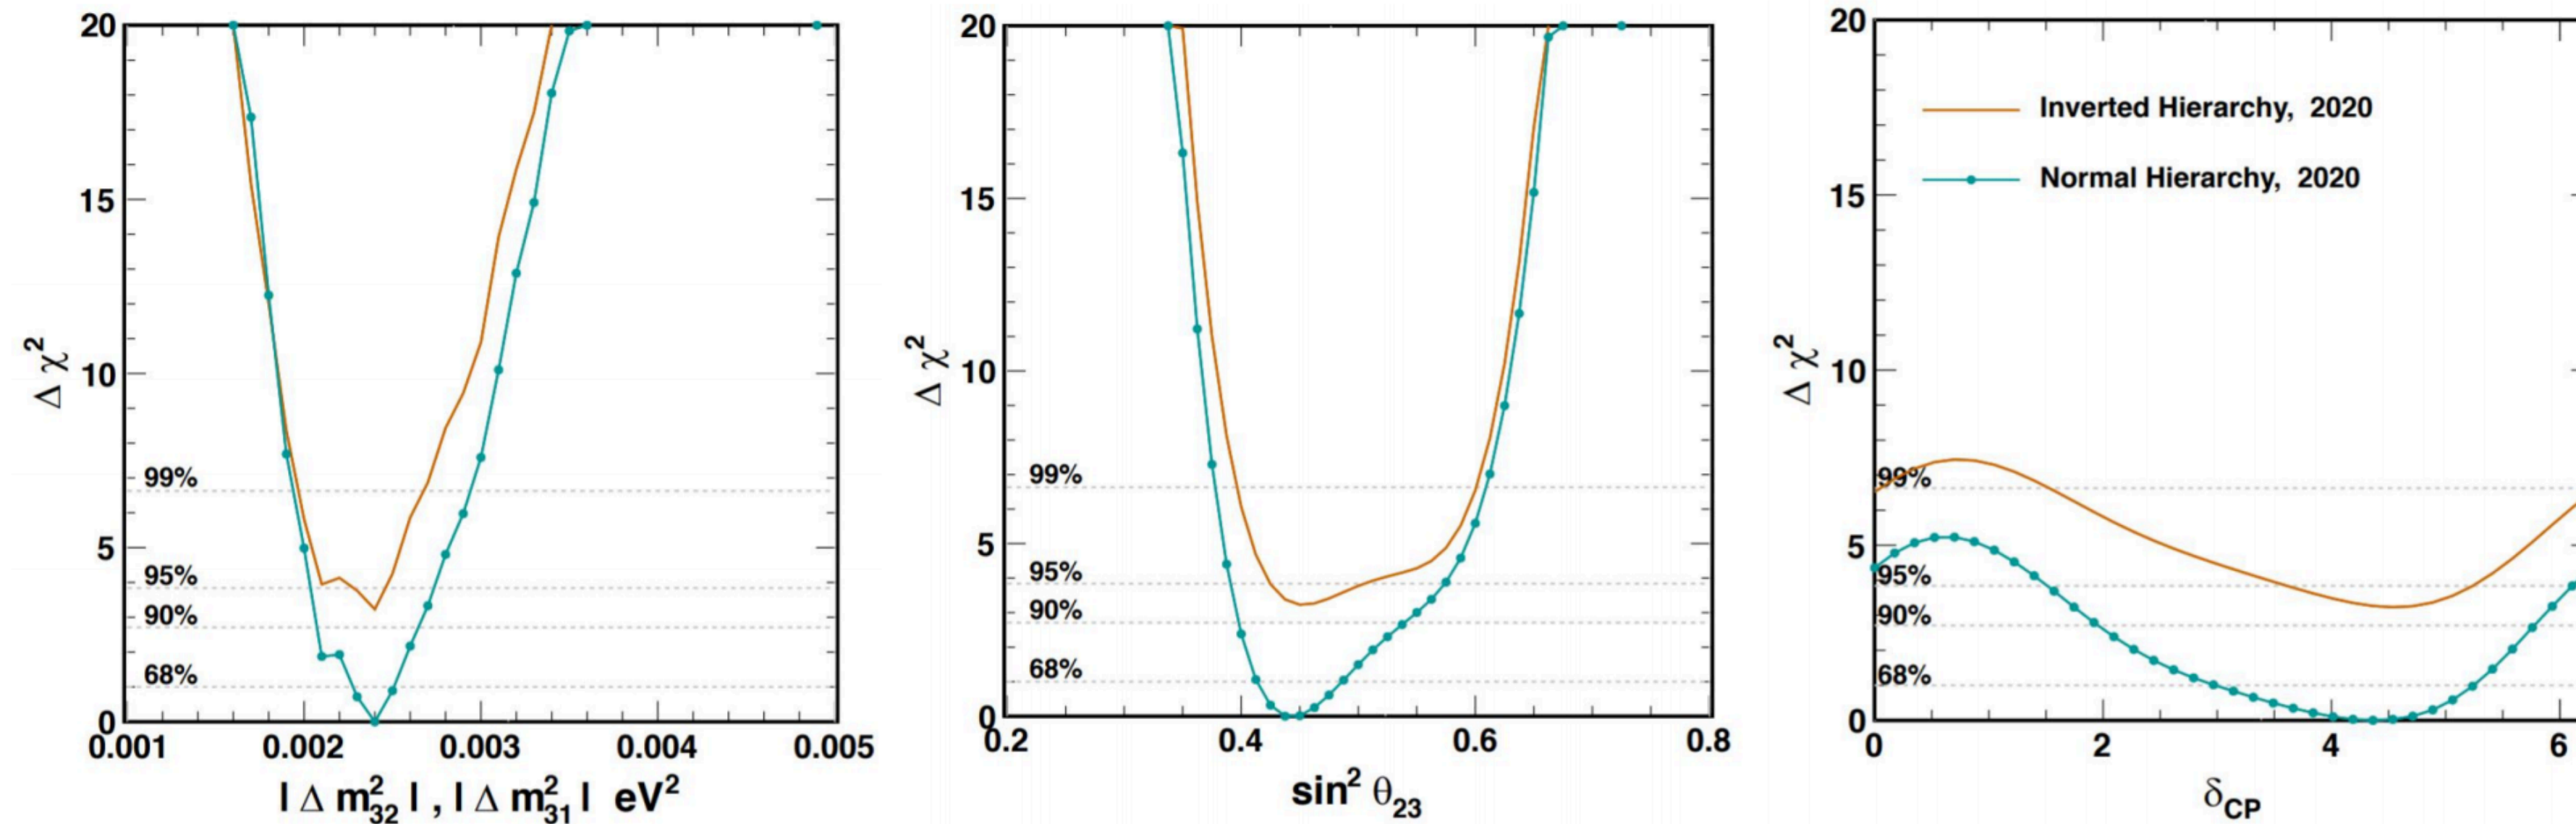 20
15
10
5
0
99%
95%
90%
68%
0.001 0.002 0.003 0.004 0.005
Δ χ²
| Δ m²₃₂ | , | Δ m²₃₁ | eV²
20
15
10
5
0
99%
95%
90%
68%
0.2 0.4 0.6 0.8
Δ χ²
sin² θ₂₃
20
15
10
5
0
Inverted Hierarchy, 2020
Normal Hierarchy, 2020
99%
95%
90%
68%
0 2 4 6
Δ χ²
δCP